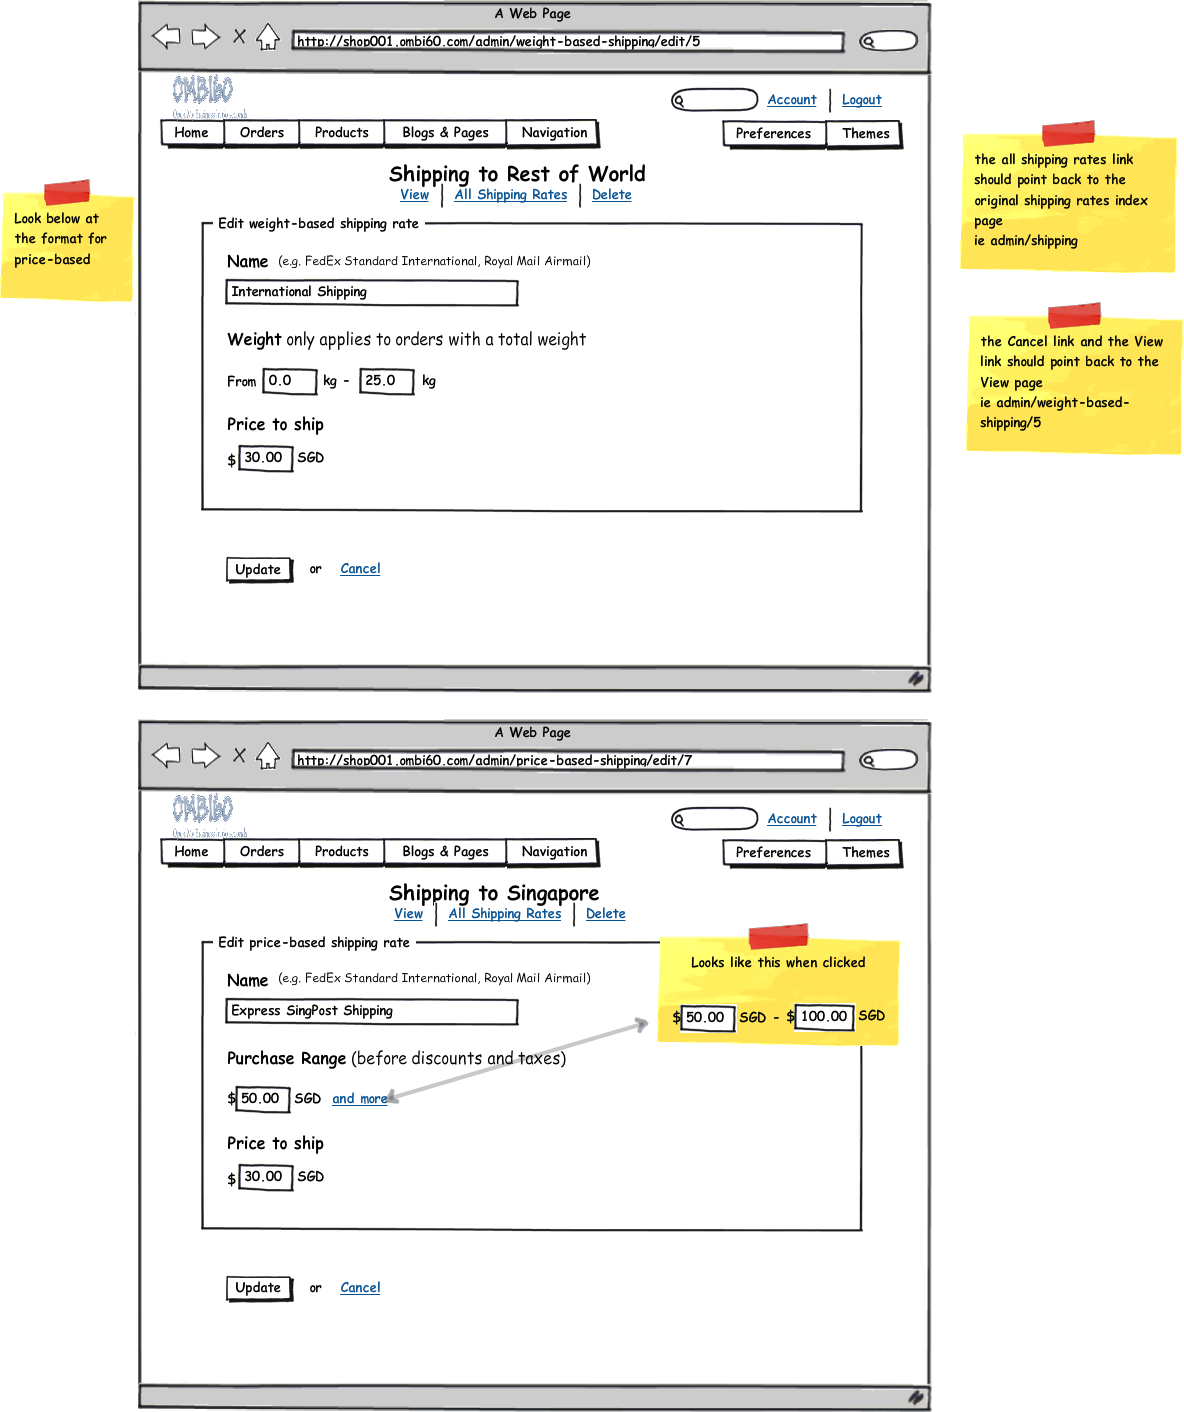 A Web Page
http://shop001.ombi60.com/admin/weight-based-shipping/edit/5
OMBI60
Account
Logout
Home
Orders
Products
Blogs & Pages
Navigation
Preferences
Themes
Shipping to Rest of World
View
All Shipping Rates
Delete
Look below at
the format for
price-based
the all shipping rates link
should point back to the
original shipping rates index
page
ie admin/shipping
Edit weight-based shipping rate
Name (e.g. FedEx Standard International, Royal Mail Airmail)
International Shipping
Weight only applies to orders with a total weight
From 0.0 kg - 25.0 kg
Price to ship
$ 30.00 SGD
the Cancel link and the View
link should point back to the
View page
ie admin/weight-based-
shipping/5
Update or Cancel
A Web Page
http://shop001.ombi60.com/admin/price-based-shipping/edit/7
OMBI60
Account
Logout
Home
Orders
Products
Blogs & Pages
Navigation
Preferences
Themes
Shipping to Singapore
View
All Shipping Rates
Delete
Edit price-based shipping rate
Name (e.g. FedEx Standard International, Royal Mail Airmail)
Express SingPost Shipping
Looks like this when clicked
$ 50.00 SGD - $ 100.00 SGD
Purchase Range (before discounts and taxes)
$ 50.00 SGD and more
Price to ship
$ 30.00 SGD
Update or Cancel